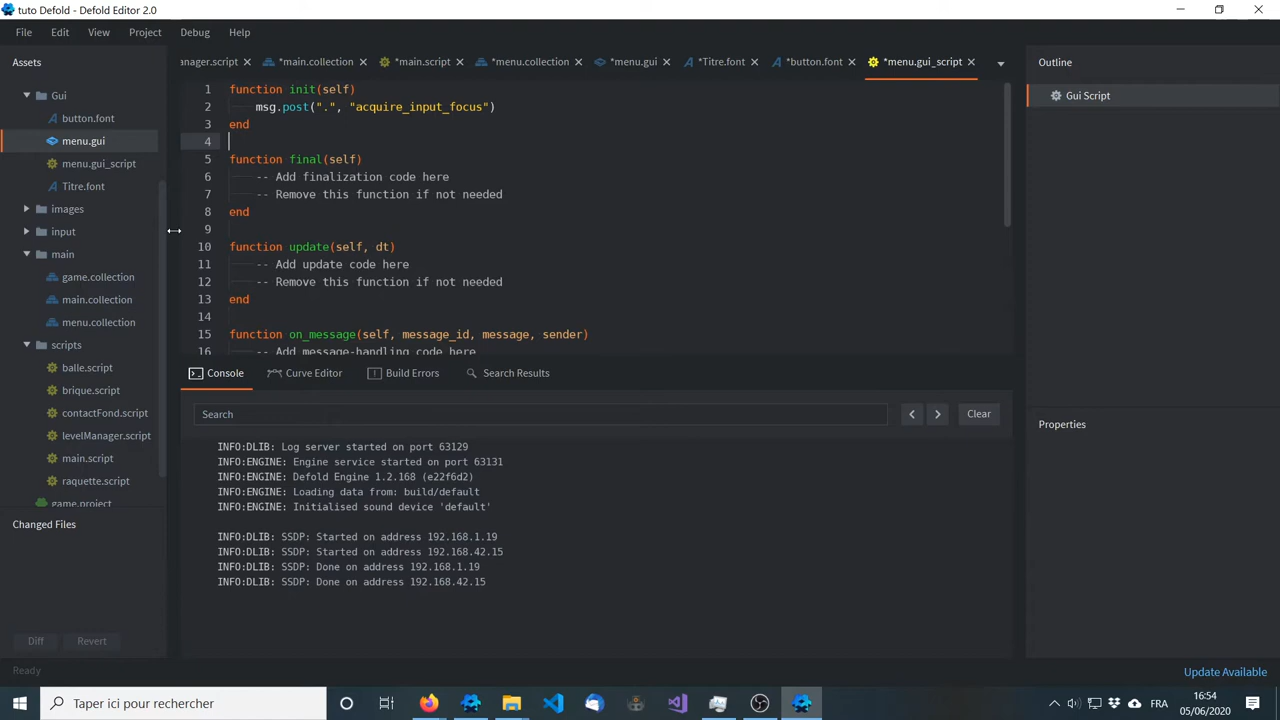 tuto Defold - Defold Editor 2.0
File Edit View Project Debug Help
Assets
anager.script *main.collection *main.script *menu.collection *menu.gui *Titre.font *button.font *menu.gui_script
Outline
Gui Script
Gui
button.font
menu.gui
menu.gui_script
Titre.font
images
input
main
game.collection
main.collection
menu.collection
scripts
balle.script
brique.script
contactFond.script
levelManager.script
main.script
raquette.script
game.project
1 function init(self)
2 msg.post(".", "acquire_input_focus")
3 end
4
5 function final(self)
6 -- Add finalization code here
7 -- Remove this function if not needed
8 end
9
10 function update(self, dt)
11 -- Add update code here
12 -- Remove this function if not needed
13 end
14
15 function on_message(self, message_id, message, sender)
16 -- Add message-handling code here
Console Curve Editor Build Errors Search Results
Search
Clear
INFO:DLIB: Log server started on port 63129
INFO:ENGINE: Engine service started on port 63131
INFO:ENGINE: Defold Engine 1.2.168 (e22f6d2)
INFO:ENGINE: Loading data from: build/default
INFO:ENGINE: Initialised sound device 'default'
INFO:DLIB: SSDP: Started on address 192.168.1.19
INFO:DLIB: SSDP: Started on address 192.168.42.15
INFO:DLIB: SSDP: Done on address 192.168.1.19
INFO:DLIB: SSDP: Done on address 192.168.42.15
Properties
Changed Files
Diff Revert
Ready
Update Available
Taper ici pour rechercher
FRA
16:54
05/06/2020